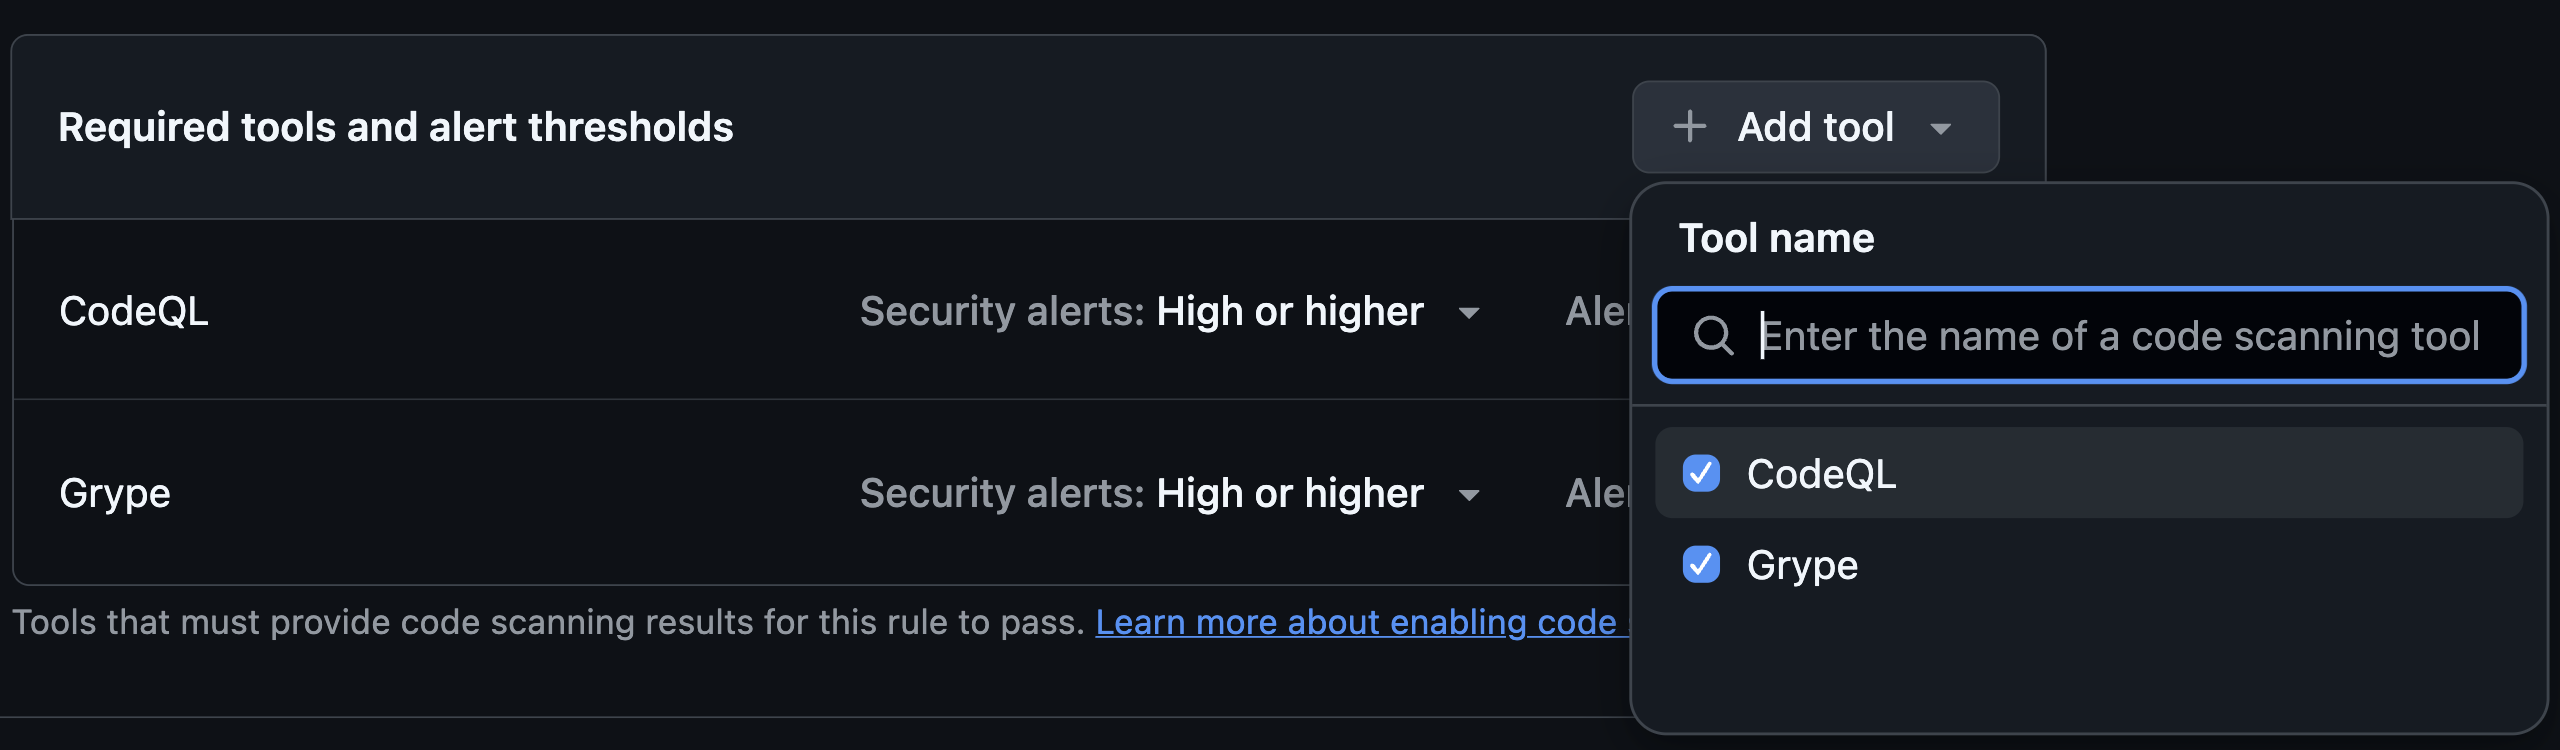 Required tools and alert thresholds
Add tool
CodeQL Security alerts: High or higher
Grype Security alerts: High or higher
Tools that must provide code scanning results for this rule to pass. Learn more about enabling code
Tool name
Enter the name of a code scanning tool
CodeQL
Grype